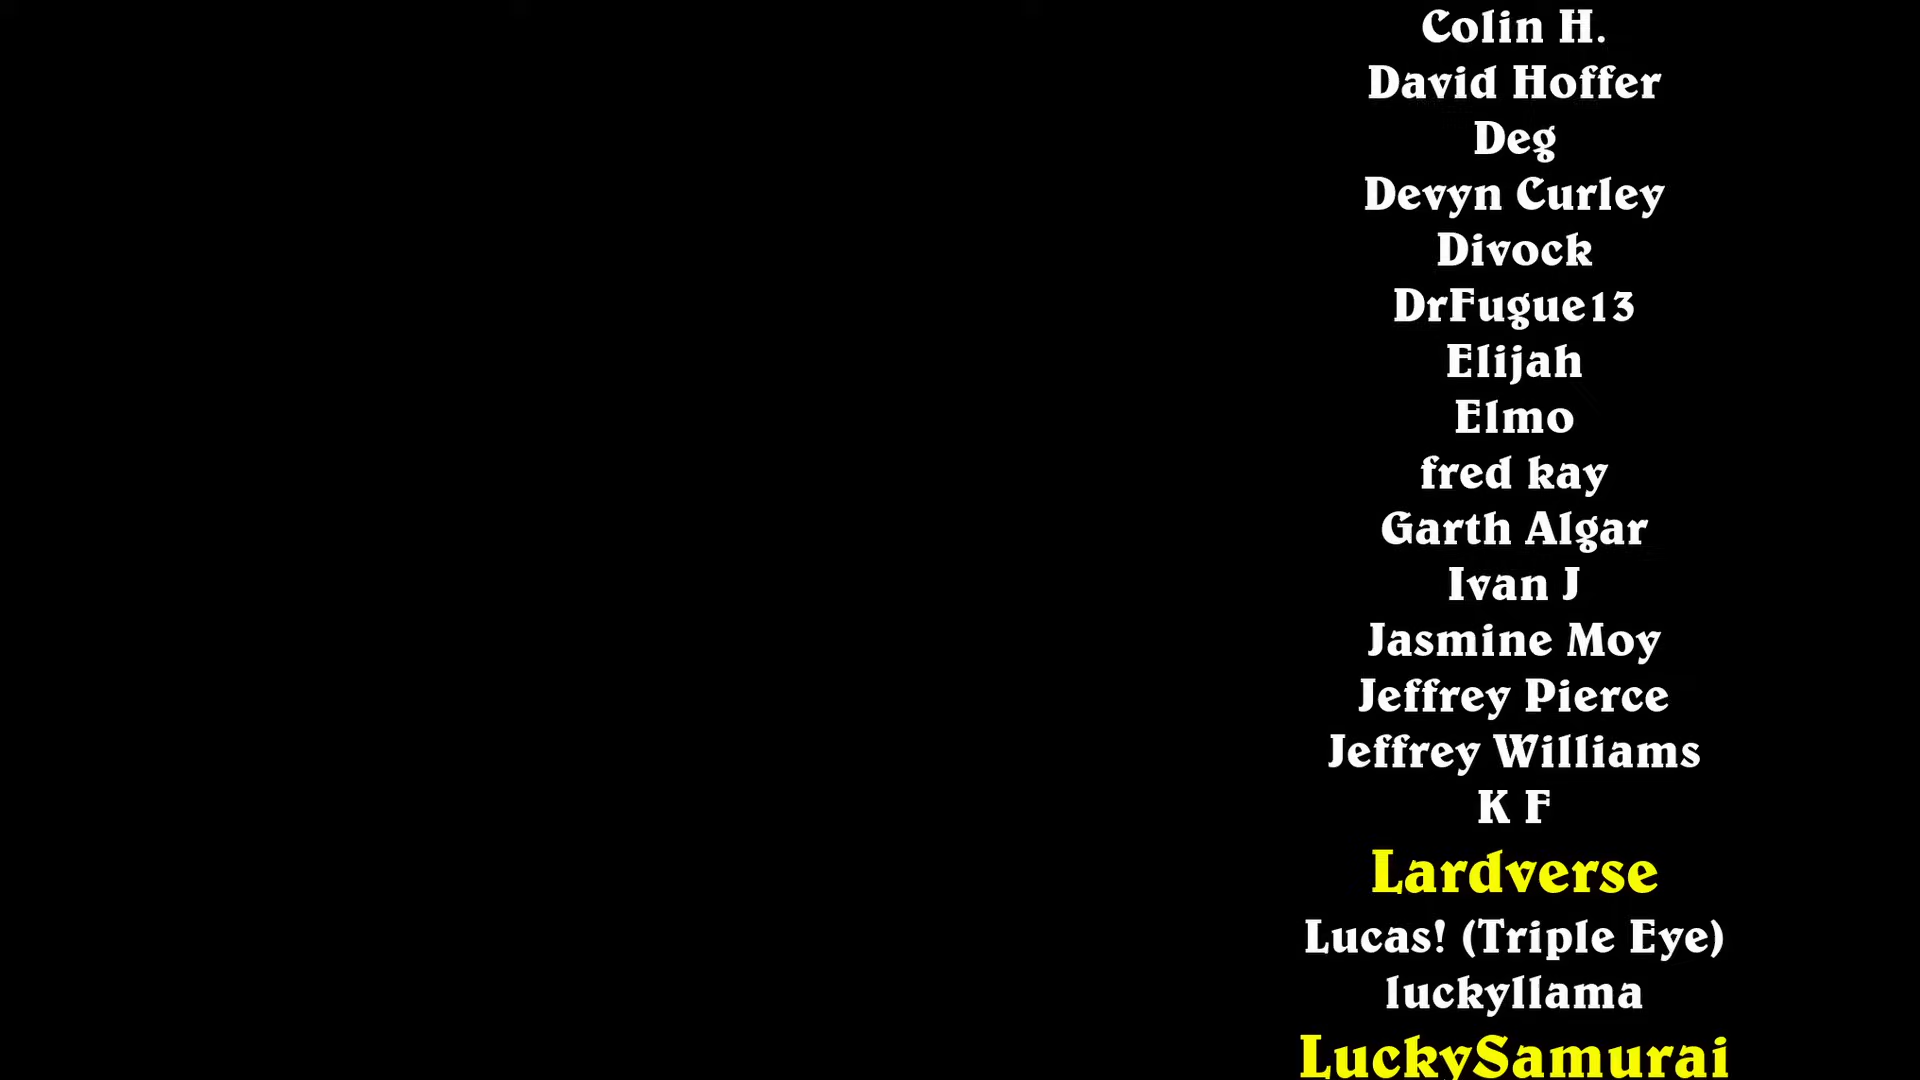 Colin H.
David Hoffer
Deg
Devyn Curley
Divock
DrFugue13
Elijah
Elmo
fred kay
Garth Algar
Ivan J
Jasmine Moy
Jeffrey Pierce
Jeffrey Williams
K F
Lardverse
Lucas! (Triple Eye)
luckyllama
LuckySamurai